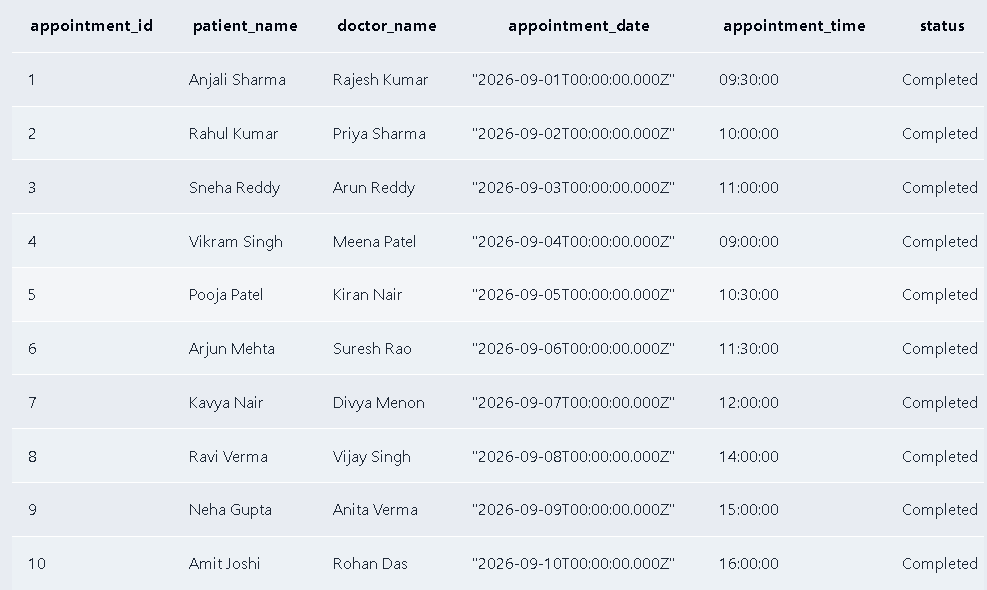 appointment_id patient_name doctor_name appointment_date appointment_time status
1 Anjali Sharma Rajesh Kumar "2026-09-01T00:00:00.000Z" 09:30:00 Completed
2 Rahul Kumar Priya Sharma "2026-09-02T00:00:00.000Z" 10:00:00 Completed
3 Sneha Reddy Arun Reddy "2026-09-03T00:00:00.000Z" 11:00:00 Completed
4 Vikram Singh Meena Patel "2026-09-04T00:00:00.000Z" 09:00:00 Completed
5 Pooja Patel Kiran Nair "2026-09-05T00:00:00.000Z" 10:30:00 Completed
6 Arjun Mehta Suresh Rao "2026-09-06T00:00:00.000Z" 11:30:00 Completed
7 Kavya Nair Divya Menon "2026-09-07T00:00:00.000Z" 12:00:00 Completed
8 Ravi Verma Vijay Singh "2026-09-08T00:00:00.000Z" 14:00:00 Completed
9 Neha Gupta Anita Verma "2026-09-09T00:00:00.000Z" 15:00:00 Completed
10 Amit Joshi Rohan Das "2026-09-10T00:00:00.000Z" 16:00:00 Completed